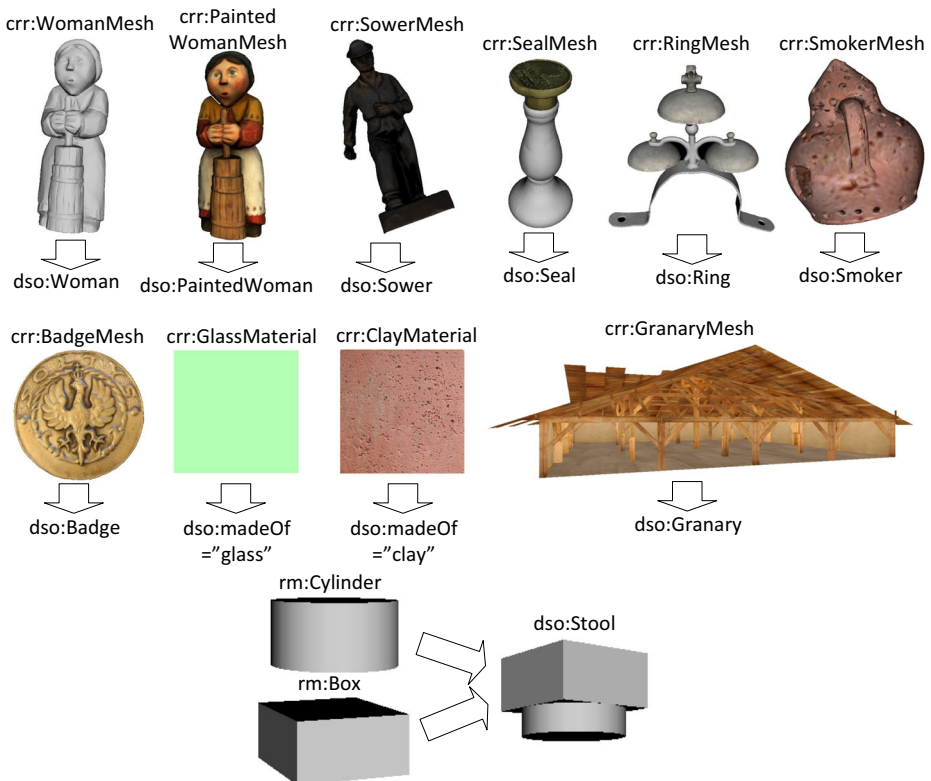 crr:WomanMesh
crr:Painted
WomanMesh
crr:SowerMesh
crr:SealMesh
crr:RingMesh
crr:SmokerMesh
dso:Woman
dso:PaintedWoman
dso:Sower
dso:Seal
dso:Ring
dso:Smoker
crr:BadgeMesh
crr:GlassMaterial
crr:ClayMaterial
crr:GranaryMesh
dso:Badge
dso:madeOf
=”glass”
dso:madeOf
=”clay”
dso:Granary
rm:Cylinder
dso:Stool
rm:Box